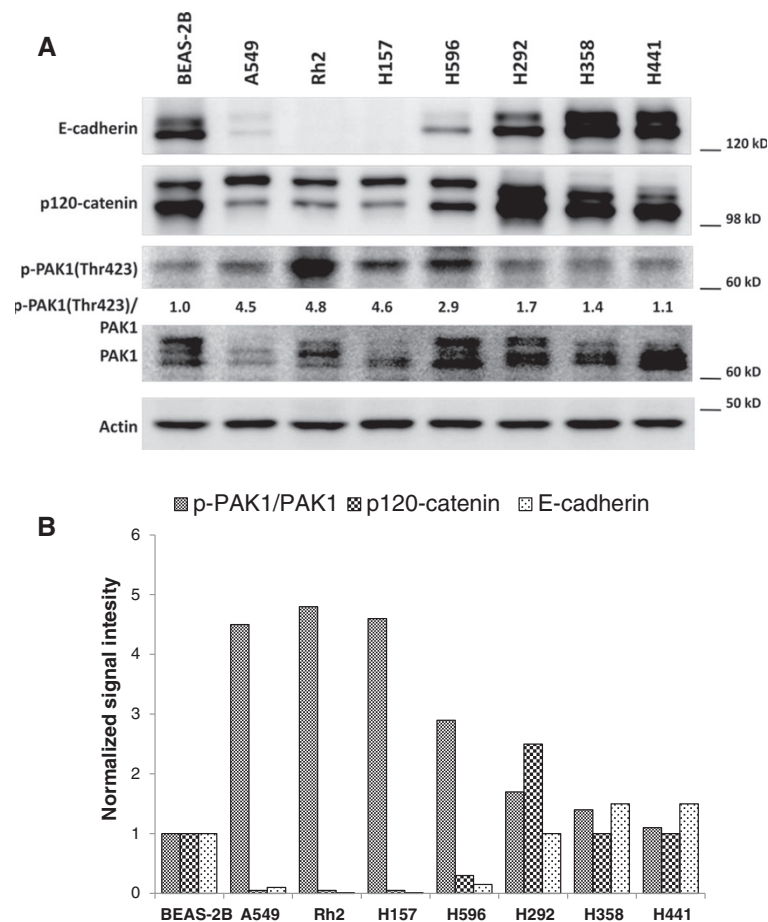 A
BEAS-2B A549 Rh2 H157 H596 H292 H358 H441
E-cadherin
120 kD
p120-catenin
98 kD
p-PAK1(Thr423)
60 kD
p-PAK1(Thr423)/ 1.0 4.5 4.8 4.6 2.9 1.7 1.4 1.1
PAK1
PAK1
60 kD
50 kD
Actin
p-PAK1/PAK1 p120-catenin E-cadherin
B
6
5
4
3
2
1
0
Normalized signal intesity
BEAS-2B A549 Rh2 H157 H596 H292 H358 H441